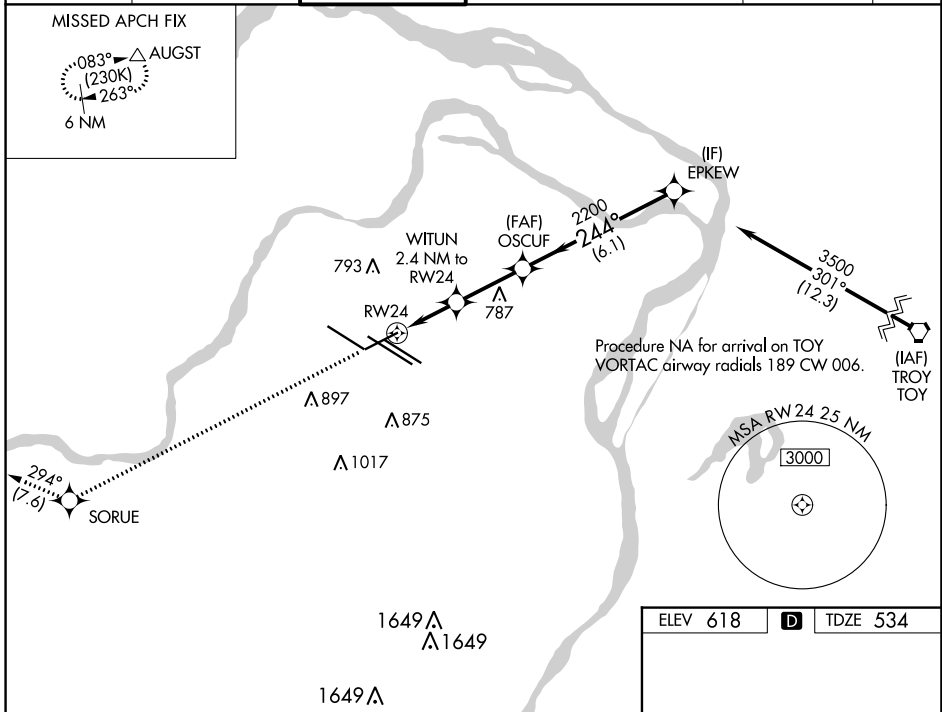 MISSED APCH FIX
083°
AUGST
(230K)
263°
6 NM
(IF)
EPKEW
2200
244°
(6.1)
(FAF)
OSCUF
WITUN
2.4 NM to
RW24
793
787
RW24
3500
301°
(12.3)
(IAF)
TROY
TOY
Procedure NA for arrival on TOY
VORTAC airway radials 189 CW 006.
897
875
1017
MSA RW 24 25 NM
3000
294°
(7.6)
SORUE
1649
1649
1649
ELEV 618 D TDZE 534